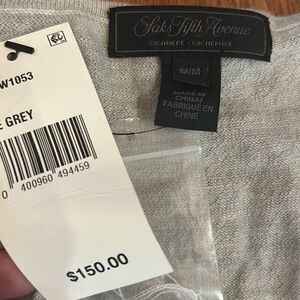 W1053
E GREY
0 400960 494459
$150.00
Saks Fifth Avenue
CASHMERE - CACHEMIRE
M/M
MADE IN
CHINA/
FABRIQUÉ EN
CHINE